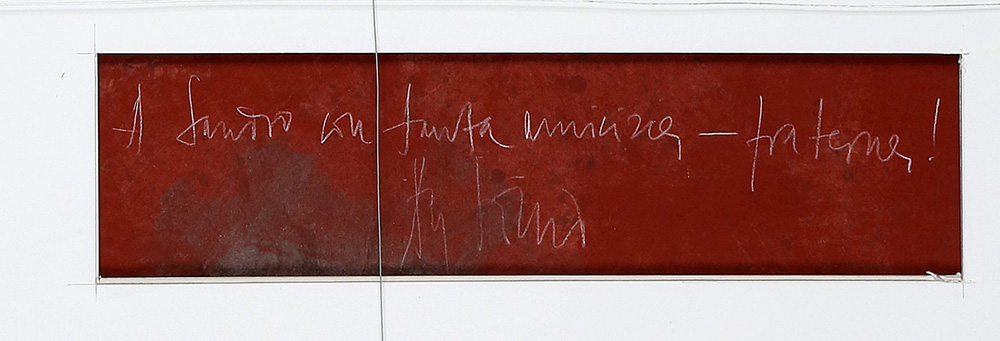 A Sandro con tanta amicizia — fraterna!